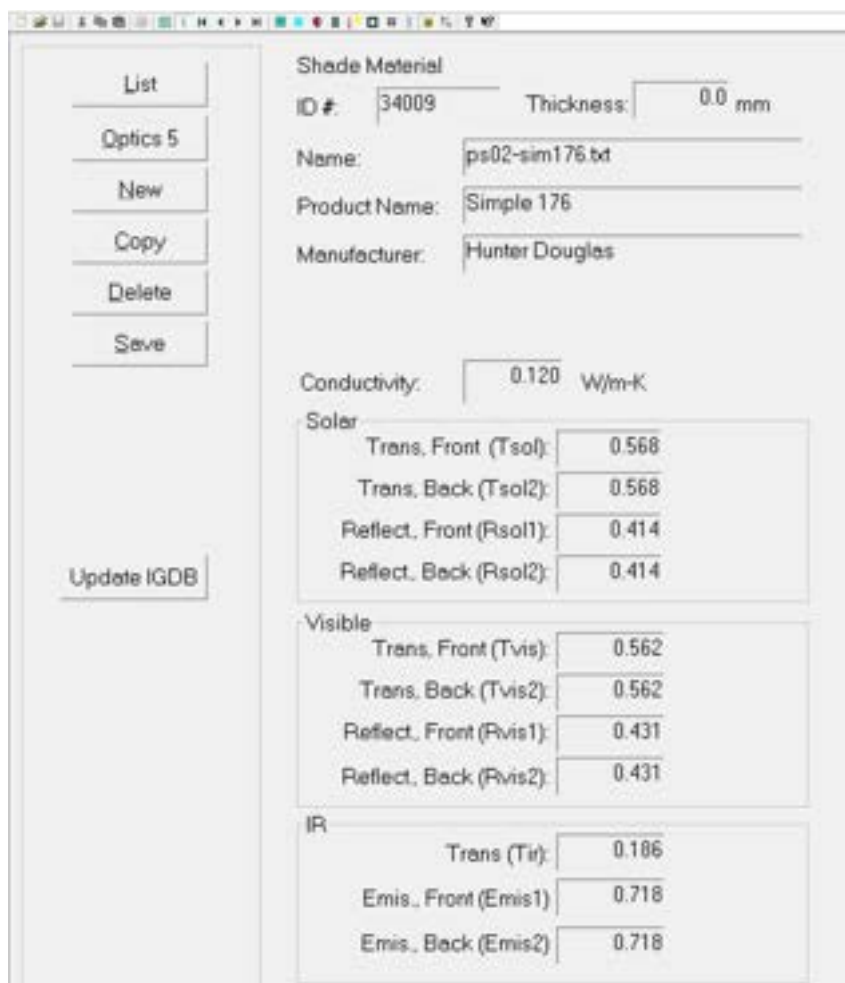 List
Optics 5
New
Copy
Delete
Save
Update IGDB
Shade Material
ID #: 34009 Thickness: 0.0 mm
Name: ps02-sim176.txt
Product Name: Simple 176
Manufacturer: Hunter Douglas
Conductivity: 0.120 W/m-K
Solar
Trans, Front (Tsol): 0.568
Trans, Back (Tsol2): 0.568
Reflect., Front (Rsol1): 0.414
Reflect., Back (Rsol2): 0.414
Visible
Trans, Front (Tvis): 0.562
Trans, Back (Tvis2): 0.562
Reflect., Front (Rvis1): 0.431
Reflect., Back (Rvis2): 0.431
IR
Trans (Tir): 0.186
Emis., Front (Emis1) 0.718
Emis., Back (Emis2) 0.718